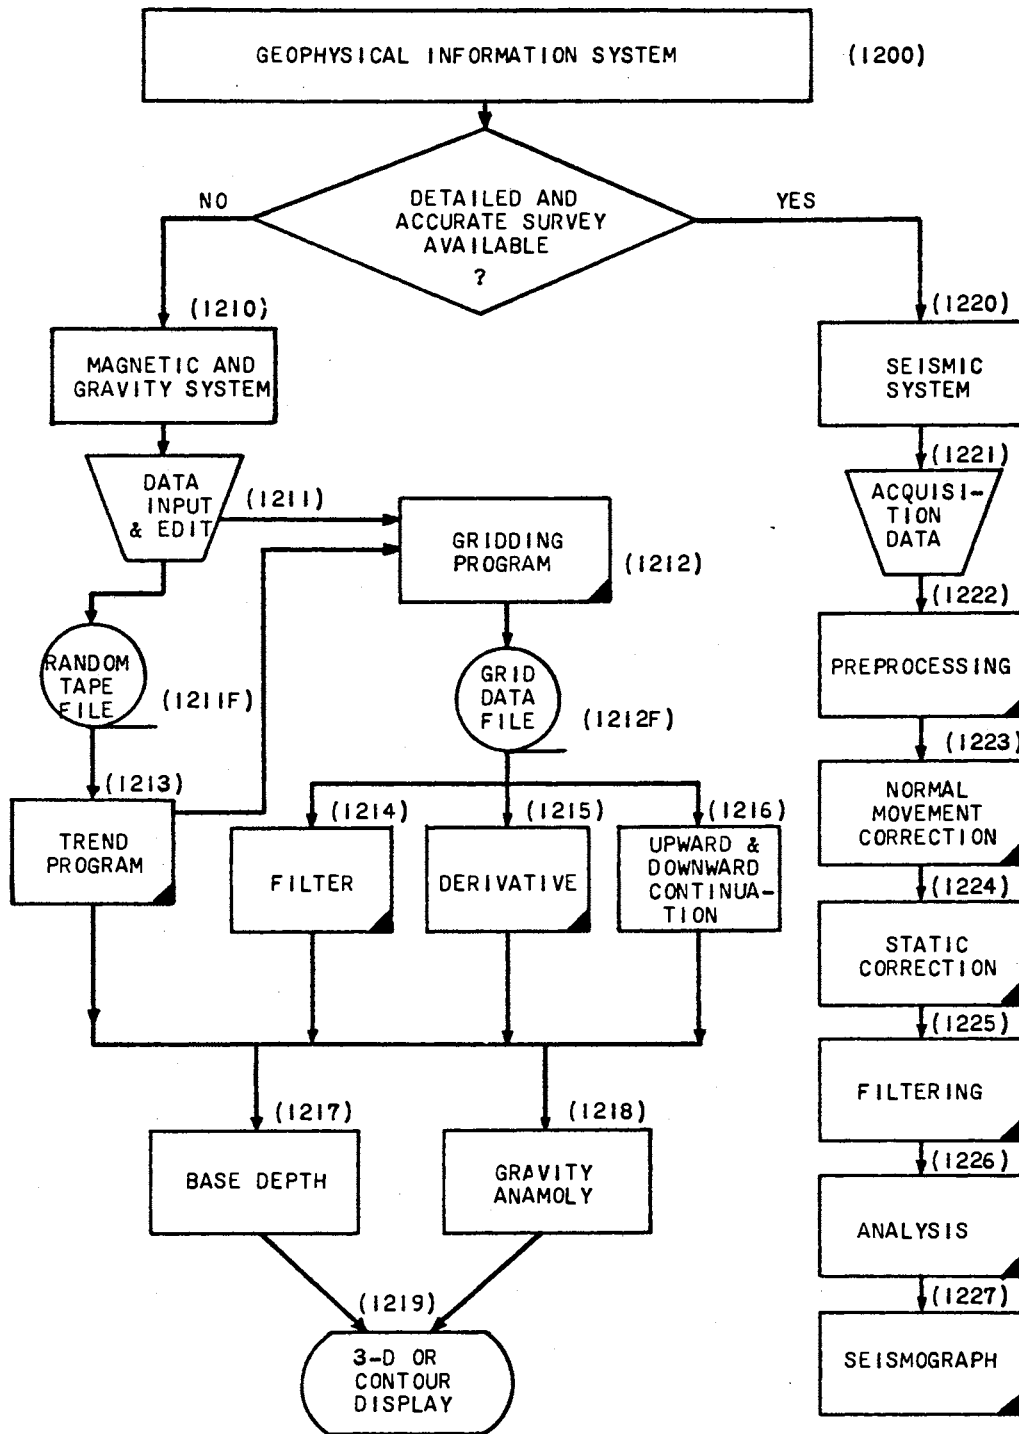 GEOPHYSICAL INFORMATION SYSTEM
(1200)
DETAILED AND
ACCURATE SURVEY
AVAILABLE
?
NO
YES
(1210)
MAGNETIC AND
GRAVITY SYSTEM
DATA
INPUT
& EDIT
(1211)
GRIDDING
PROGRAM
(1212)
RANDOM
TAPE
FILE
(1211F)
GRID
DATA
FILE
(1212F)
(1213)
TREND
PROGRAM
(1214)
FILTER
(1215)
DERIVATIVE
(1216)
UPWARD &
DOWNWARD
CONTINUA-
TION
(1217)
BASE DEPTH
(1218)
GRAVITY
ANAMOLY
(1219)
3-D OR
CONTOUR
DISPLAY
(1220)
SEISMIC
SYSTEM
(1221)
ACQUISI-
TION
DATA
(1222)
PREPROCESSING
(1223)
NORMAL
MOVEMENT
CORRECTION
(1224)
STATIC
CORRECTION
(1225)
FILTERING
(1226)
ANALYSIS
(1227)
SEISMOGRAPH